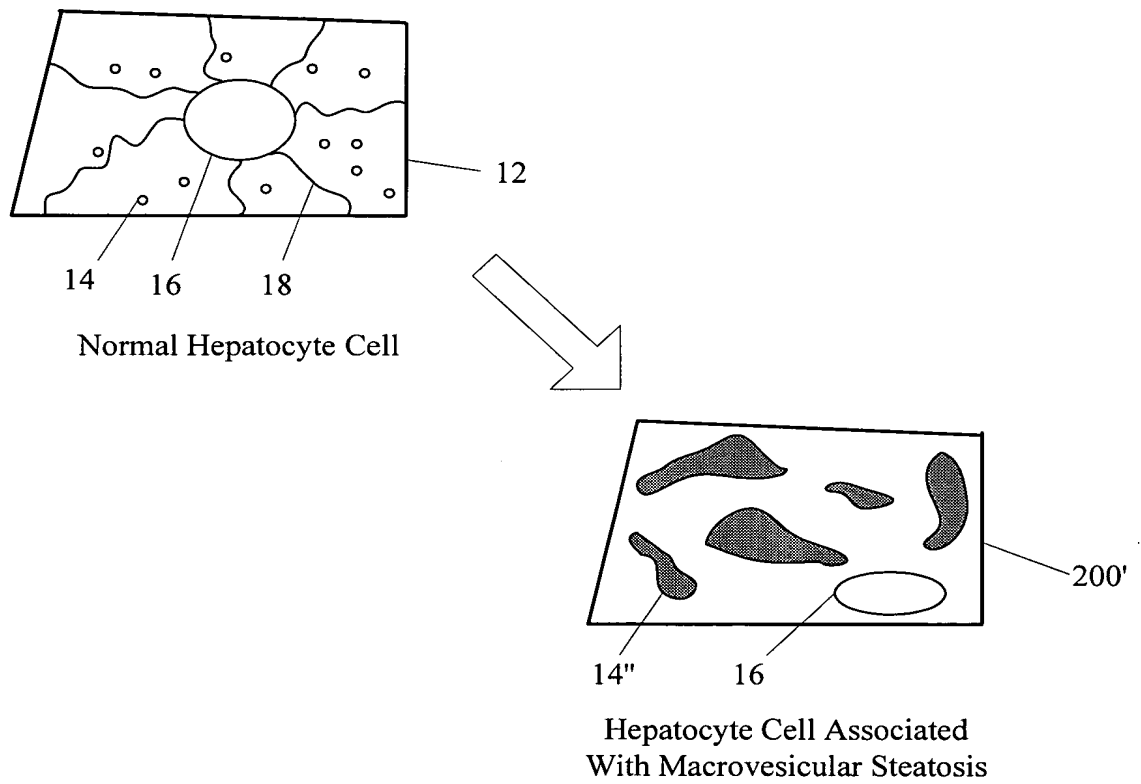 12
14 16 18
Normal Hepatocyte Cell
200'
14" 16
Hepatocyte Cell Associated
With Macrovesicular Steatosis